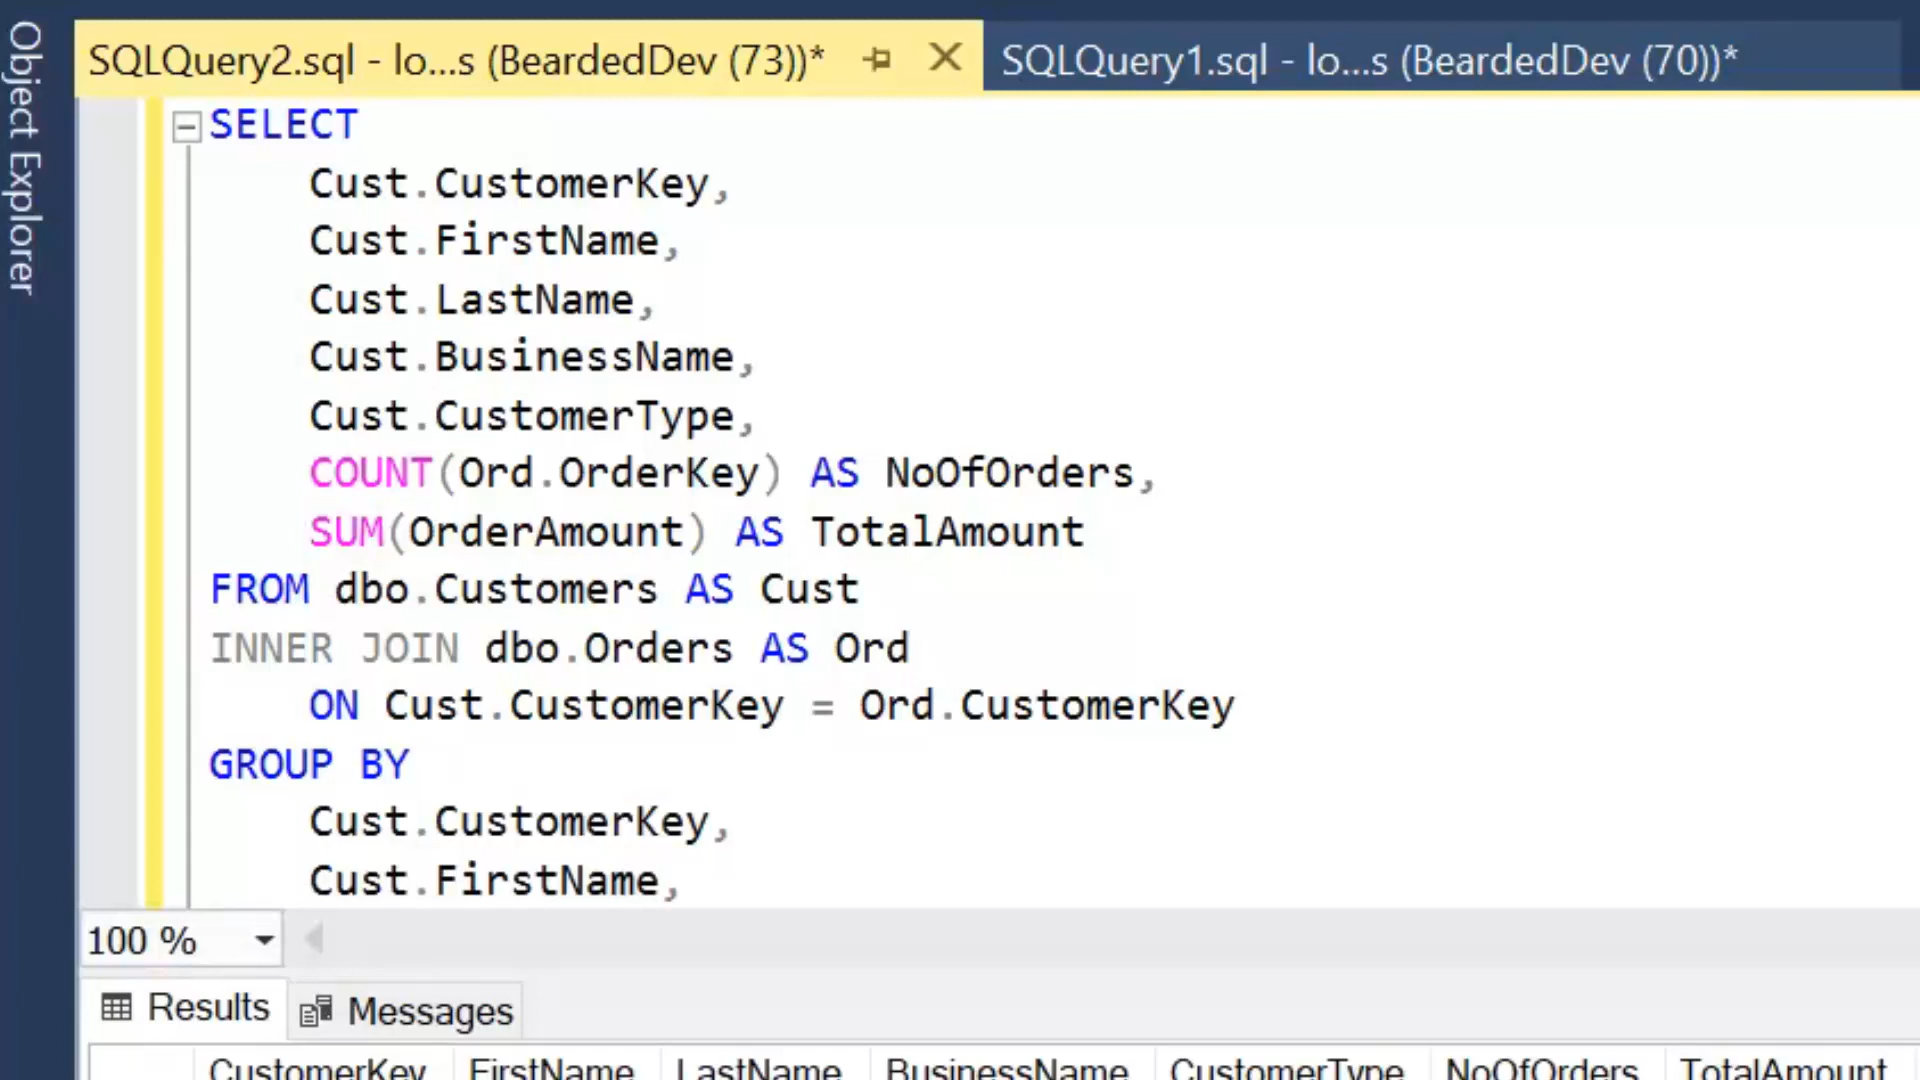 Object Explorer
SQLQuery2.sql - lo...s (BeardedDev (73))*
SQLQuery1.sql - lo...s (BeardedDev (70))*
SELECT
Cust.CustomerKey,
Cust.FirstName,
Cust.LastName,
Cust.BusinessName,
Cust.CustomerType,
COUNT(Ord.OrderKey) AS NoOfOrders,
SUM(OrderAmount) AS TotalAmount
FROM dbo.Customers AS Cust
INNER JOIN dbo.Orders AS Ord
ON Cust.CustomerKey = Ord.CustomerKey
GROUP BY
Cust.CustomerKey,
Cust.FirstName,
100 %
Results Messages
CustomerKey FirstName LastName BusinessName CustomerType NoOfOrders TotalAmount